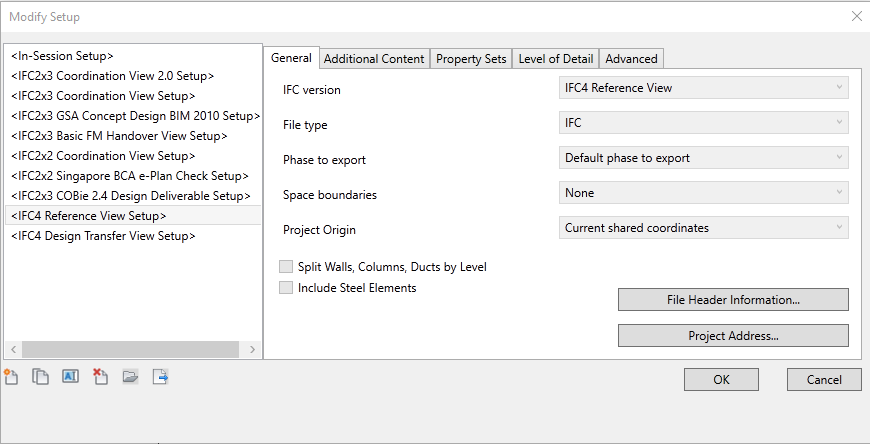 Modify Setup
<In-Session Setup>
<IFC2x3 Coordination View 2.0 Setup>
<IFC2x3 Coordination View Setup>
<IFC2x3 GSA Concept Design BIM 2010 Setup>
<IFC2x3 Basic FM Handover View Setup>
<IFC2x2 Coordination View Setup>
<IFC2x2 Singapore BCA e-Plan Check Setup>
<IFC2x3 COBie 2.4 Design Deliverable Setup>
<IFC4 Reference View Setup>
<IFC4 Design Transfer View Setup>
General Additional Content Property Sets Level of Detail Advanced
IFC version IFC4 Reference View
File type IFC
Phase to export Default phase to export
Space boundaries None
Project Origin Current shared coordinates
Split Walls, Columns, Ducts by Level
Include Steel Elements
File Header Information...
Project Address...
OK Cancel